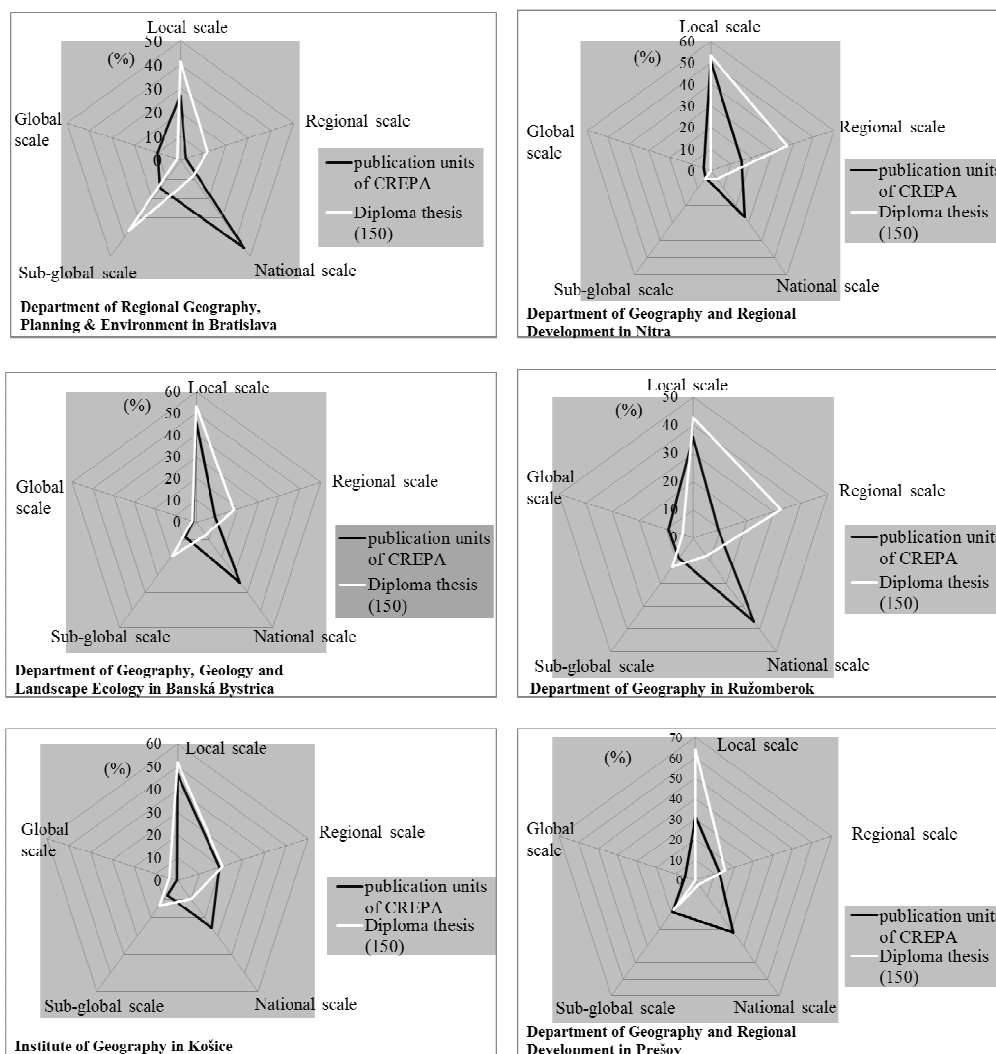 Local scale
50
(%)
40
30
20
10
0
Global
scale
Regional scale
publication units
of CREPA
Diploma thesis
(150)
Sub-global scale
National scale
Department of Regional Geography,
Planning & Environment in Bratislava
Local scale
60
(%)
50
40
30
20
10
0
Global
scale
Regional scale
publication units
of CREPA
Diploma thesis
(150)
Sub-global scale
National scale
Department of Geography and Regional
Development in Nitra
60 Local scale
(%)
50
40
30
20
10
0
Global
scale
Regional scale
publication units
of CREPA
Diploma thesis
(150)
Sub-global scale
National scale
Department of Geography, Geology and
Landscape Ecology in Banská Bystrica
Local scale
50
(%)
40
30
20
10
0
Global
scale
Regional scale
publication units
of CREPA
Diploma thesis
(150)
Sub-global scale
National scale
Department of Geography in Ružomberok
60
Local scale
(%)
50
40
30
20
10
0
Global
scale
Regional scale
publication units
of CREPA
Diploma thesis
(150)
Sub-global scale
National scale
Institute of Geography in Košice
70
Local scale
(%)
60
50
40
30
20
10
0
Global
scale
Regional scale
publication units
of CREPA
Diploma thesis
(150)
Sub-global scale
National scale
Department of Geography and Regional
Development in Prešov